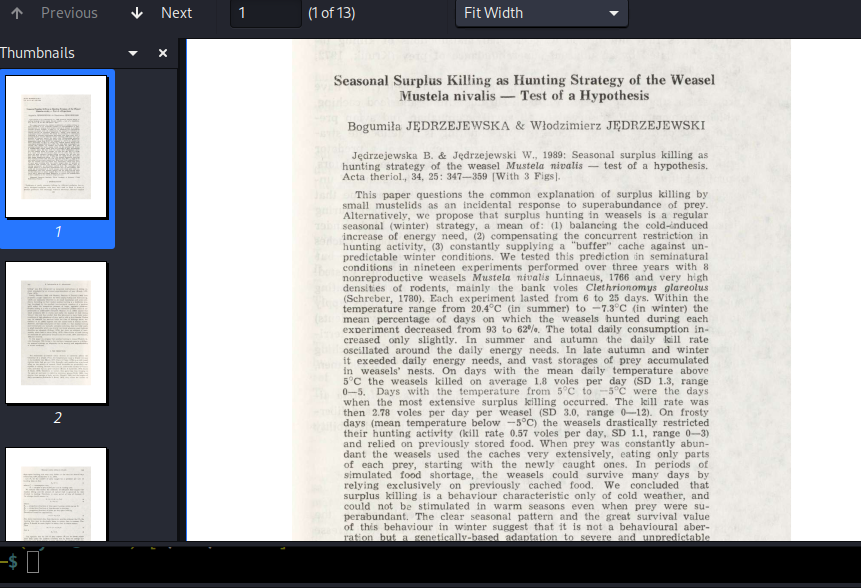 Previous
Next
1
(1 of 13)
Fit Width
Thumbnails
1
2
Seasonal Surplus Killing as Hunting Strategy of the Weasel
Mustela nivalis — Test of a Hypothesis
Bogumiła JĘDRZEJEWSKA & Włodzimierz JĘDRZEJEWSKI
Jędrzejewska B. & Jędrzejewski W., 1989: Seasonal surplus killing as
hunting strategy of the weasel Mustela nivalis — test of a hypothesis.
Acta theriol., 34, 25: 347—359 [With 3 Figs].
This paper questions the common explanation of surplus killing by
small mustelids as an incidental response to superabundance of prey.
Alternatively, we propose that surplus hunting in weasels is a regular
seasonal (winter) strategy, a mean of: (1) balancing the cold-induced
increase of energy need, (2) compensating the concurrent restriction in
hunting activity, (3) constantly supplying a "buffer" cache against un-
predictable winter conditions. We tested this prediction in seminatural
conditions in nineteen experiments performed over three years with 8
nonreproductive weasels Mustela nivalis Linnaeus, 1766 and very high
densities of rodents, mainly the bank voles Clethrionomys glareolus
(Schreber, 1780). Each experiment lasted from 6 to 25 days. Within the
temperature range from 20.4°C (in summer) to —7.3°C (in winter) the
mean percentage of days on which the weasels hunted during each
experiment decreased from 93 to 62%. The total daily consumption in-
creased only slightly. In summer and autumn the daily kill rate
oscillated around the daily energy needs. In late autumn and winter
it exeeded daily energy needs, and vast storages of prey accumulated
in weasels' nests. On days with the mean daily temperature above
5°C the weasels killed on average 1.8 voles per day (SD 1.3, range
0—5. Days with the temperature from 5°C to —5°C were the days
when the most extensive surplus killing occurred. The kill rate was
then 2.78 voles per day per weasel (SD 3.0, range 0—12). On frosty
days (mean temperature below —5°C) the weasels drastically restricted
their hunting activity (kill rate 0.57 voles per day, SD 1.1, range 0—3)
and relied on previously stored food. When prey was constantly abun-
dant the weasels used the caches very extensively, eating only parts
of each prey, starting with the newly caught ones. In periods of
simulated food shortage, the weasels could survive many days by
relying exclusively on previously cached food. We concluded that
surplus killing is a behaviour characteristic only of cold weather, and
could not be stimulated in warm seasons even when prey were su-
perabundant. The clear seasonal pattern and the great survival value
of this behaviour in winter suggest that it is not a behavioural aber-
ration but a genetically-based adaptation to severe and unpredictable
~$